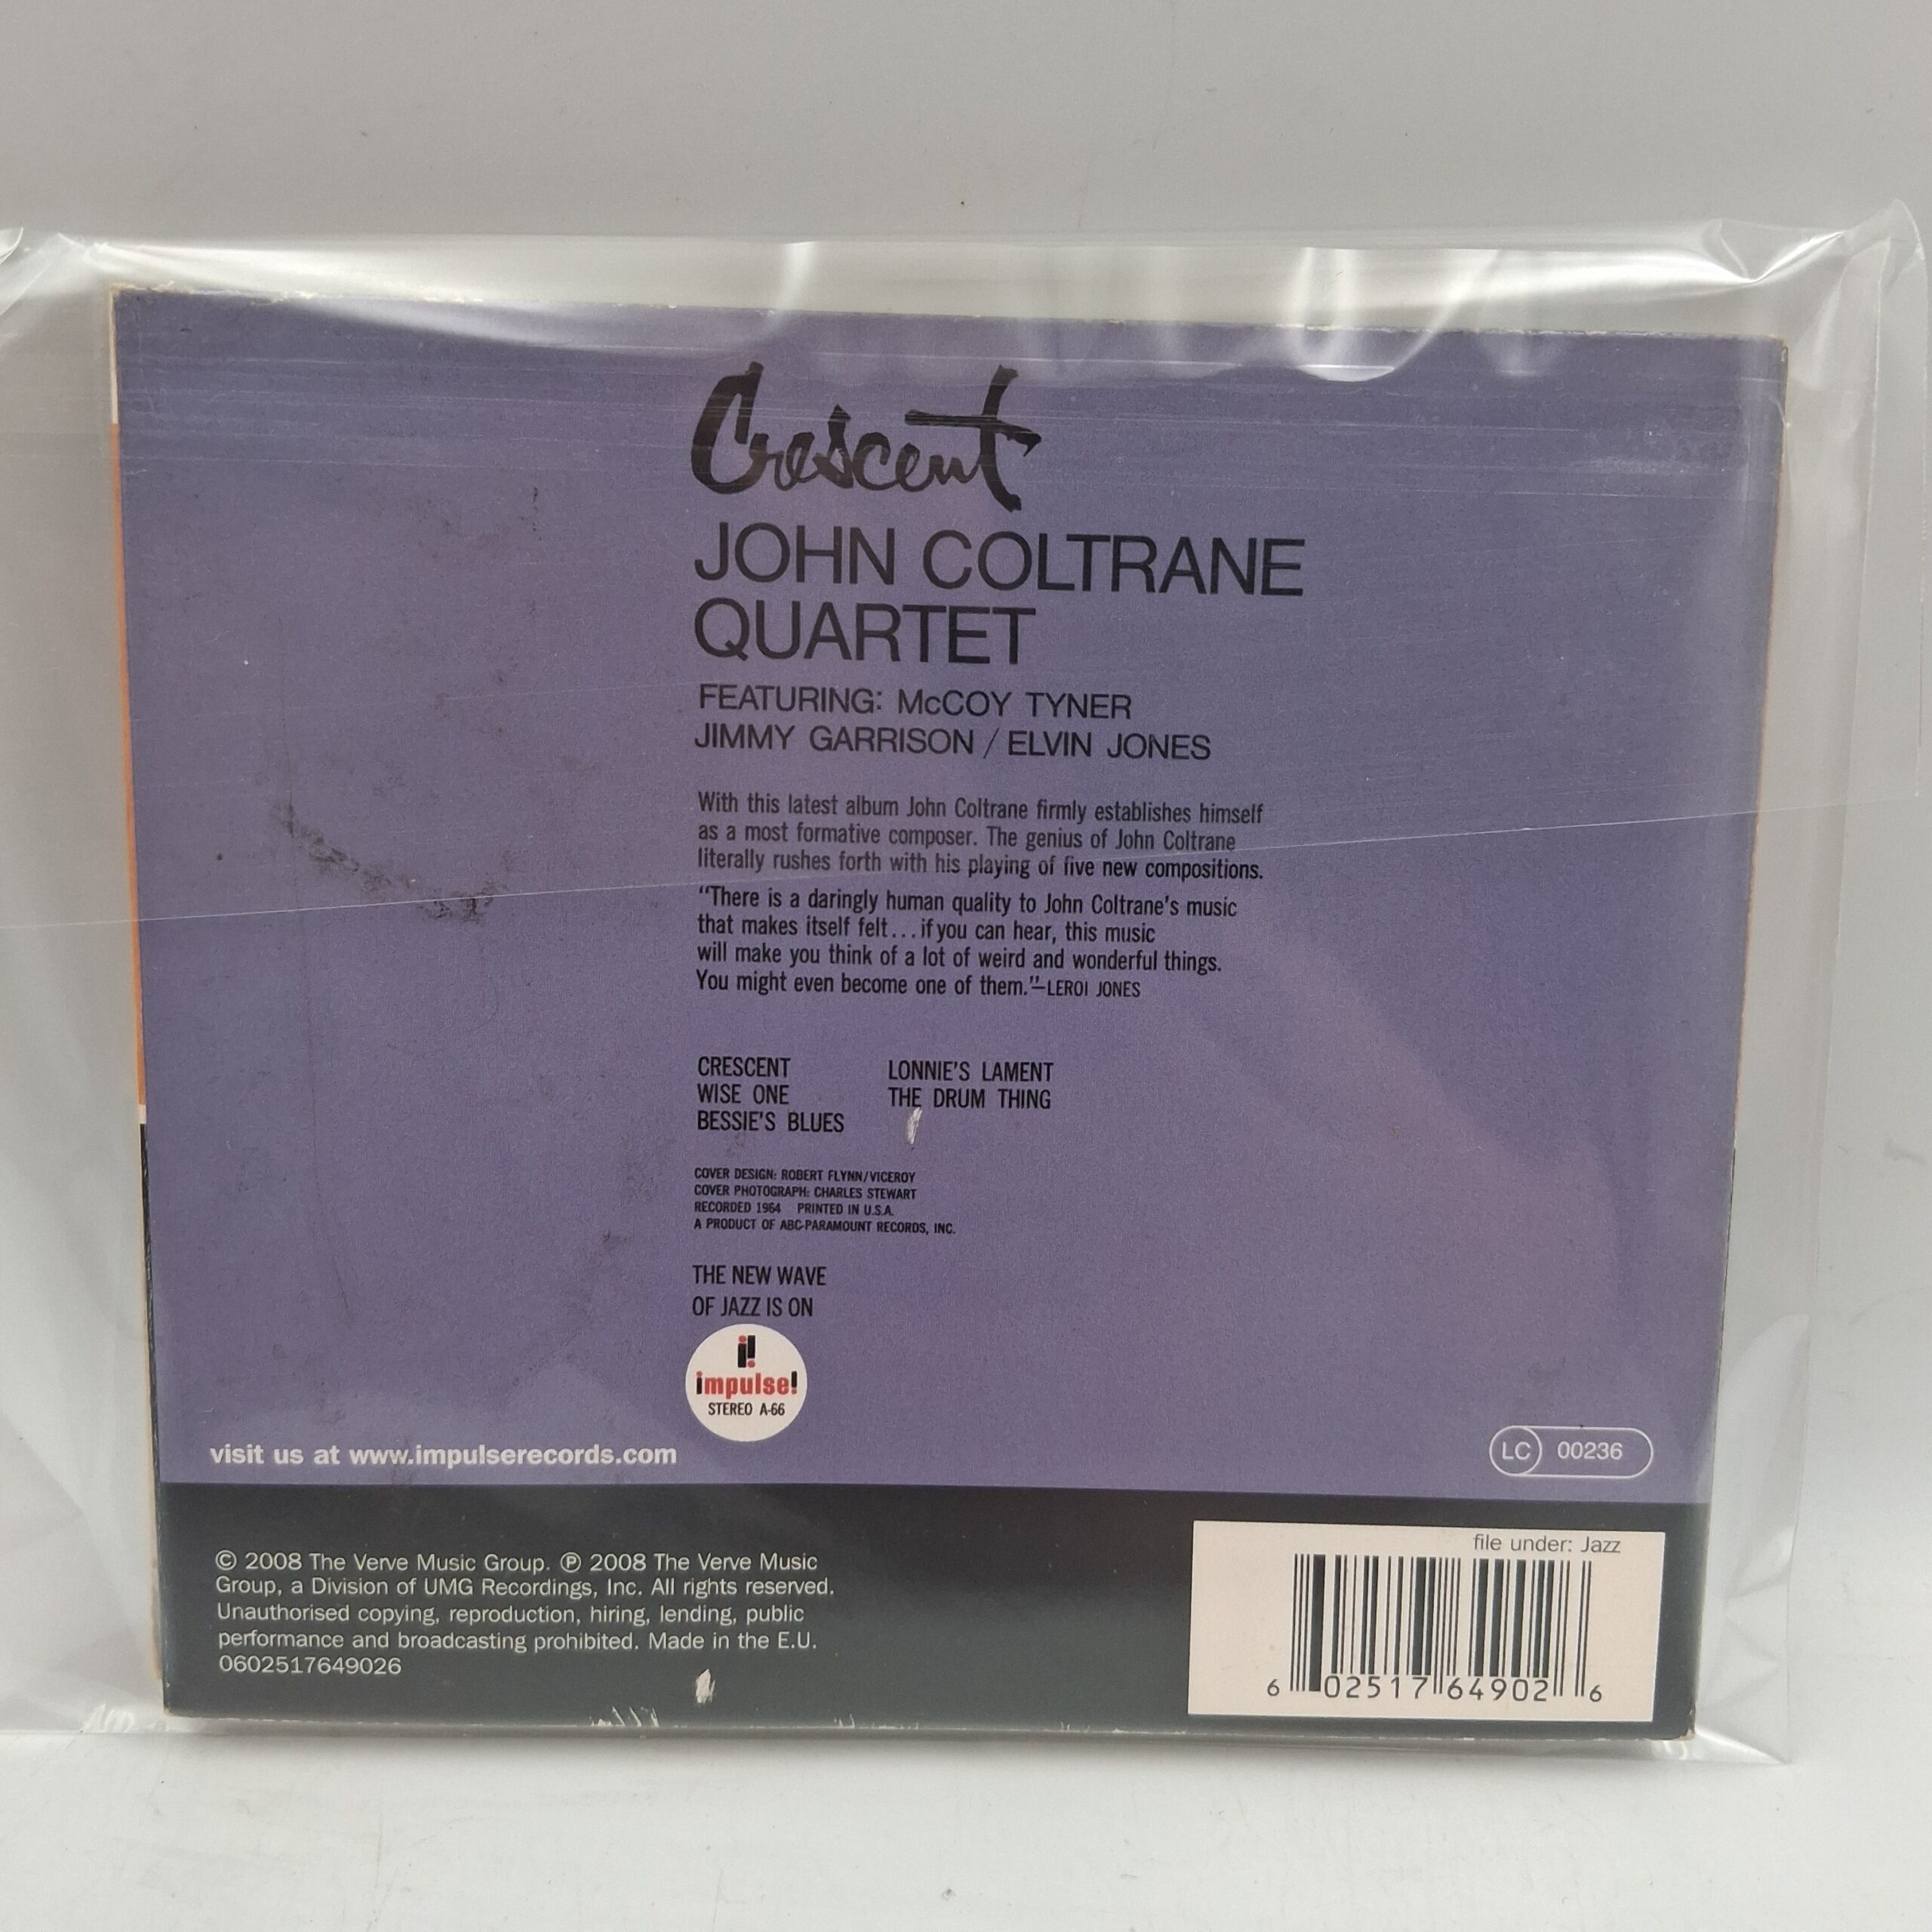 Crescent
JOHN COLTRANE
QUARTET
FEATURING: McCOY TYNER
JIMMY GARRISON / ELVIN JONES
With this latest album John Coltrane firmly establishes himself
as a most formative composer. The genius of John Coltrane
literally rushes forth with his playing of five new compositions.
"There is a daringly human quality to John Coltrane's music
that makes itself felt...if you can hear, this music
will make you think of a lot of weird and wonderful things.
You might even become one of them."—LEROI JONES
CRESCENT
WISE ONE
BESSIE'S BLUES
LONNIE'S LAMENT
THE DRUM THING
COVER DESIGN: ROBERT FLYNN/VICEROY
COVER PHOTOGRAPH: CHARLES STEWART
RECORDED 1964 PRINTED IN U.S.A.
A PRODUCT OF ABC-PARAMOUNT RECORDS, INC.
THE NEW WAVE
OF JAZZ IS ON
impulse!
STEREO A-66
visit us at www.impulserecords.com
LC 00236
© 2008 The Verve Music Group. ℗ 2008 The Verve Music
Group, a Division of UMG Recordings, Inc. All rights reserved.
Unauthorised copying, reproduction, hiring, lending, public
performance and broadcasting prohibited. Made in the E.U.
0602517649026
file under: Jazz
6 02517 64902 6